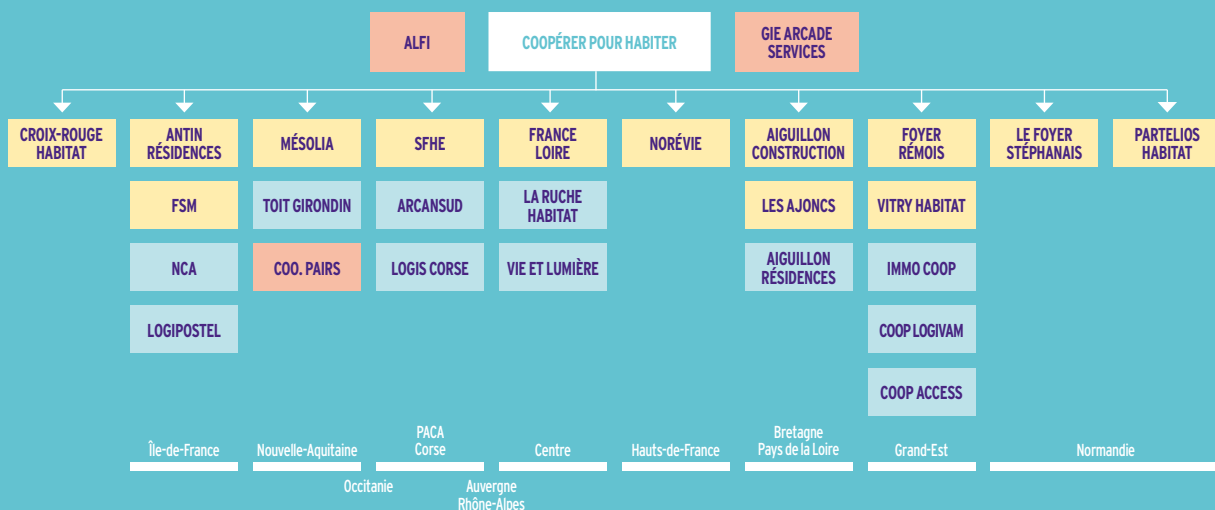 ALFI
COOPÉRER POUR HABITER
GIE ARCADE
SERVICES
CROIX-ROUGE
HABITAT
ANTIN
RÉSIDENCES
MÉSOLIA
SFHE
FRANCE
LOIRE
NORÉVIE
AIGUILLON
CONSTRUCTION
FOYER
RÉMOIS
LE FOYER
STÉPHANAIS
PARTELIOS
HABITAT
FSM
TOIT GIRONDIN
ARCANSUD
LA RUCHE
HABITAT
LES AJONCS
VITRY HABITAT
NCA
COO. PAIRS
LOGIS CORSE
VIE ET LUMIÈRE
AIGUILLON
RÉSIDENCES
IMMO COOP
LOGIPOSTEL
COOP LOGIVAM
COOP ACCESS
Île-de-France
Nouvelle-Aquitaine
PACA
Corse
Centre
Hauts-de-France
Bretagne
Pays de la Loire
Grand-Est
Normandie
Occitanie
Auvergne
Rhône-Alpes